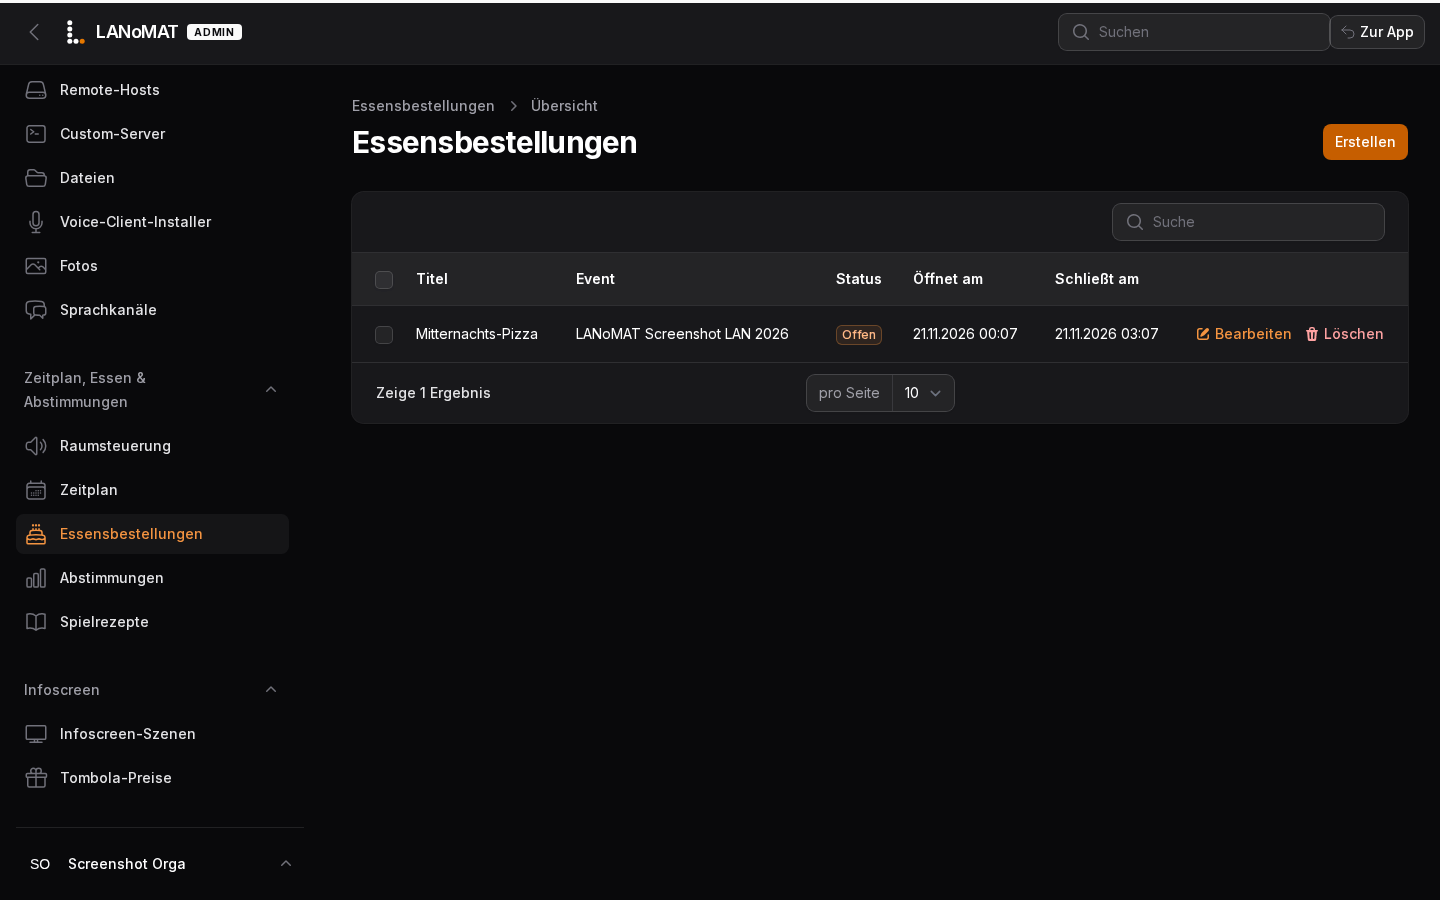 LANoMAT ADMIN
Suchen
Zur App
Remote-Hosts
Custom-Server
Dateien
Voice-Client-Installer
Fotos
Sprachkanäle
Zeitplan, Essen &
Abstimmungen
Raumsteuerung
Zeitplan
Essensbestellungen
Abstimmungen
Spielrezepte
Infoscreen
Infoscreen-Szenen
Tombola-Preise
SO Screenshot Orga
Essensbestellungen Übersicht
Essensbestellungen
Erstellen
Suche
Titel Event Status Öffnet am Schließt am
Mitternachts-Pizza LANoMAT Screenshot LAN 2026 Offen 21.11.2026 00:07 21.11.2026 03:07 Bearbeiten Löschen
Zeige 1 Ergebnis pro Seite 10